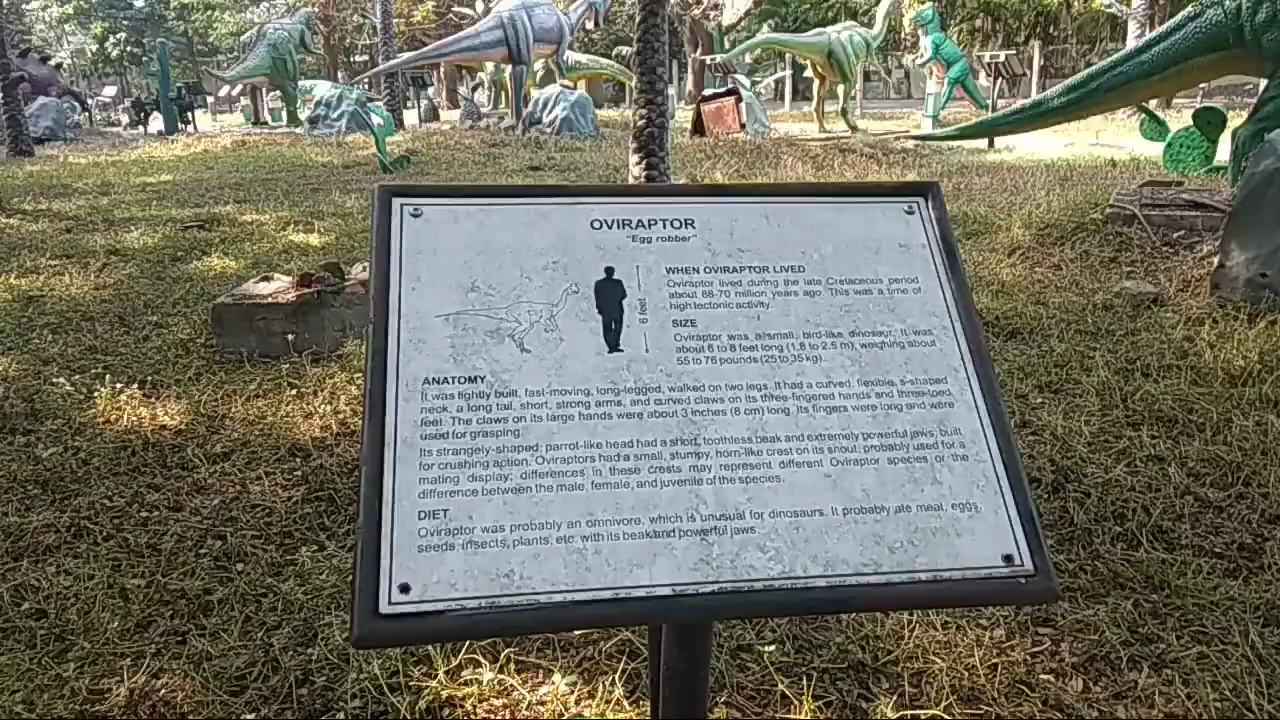 OVIRAPTOR
"Egg robber"
6 feet
WHEN OVIRAPTOR LIVED
Oviraptor lived during the late Cretaceous period
about 88-70 million years ago. This was a time of
high tectonic activity.
SIZE
Oviraptor was a small, bird-like dinosaur. It was
about 6 to 8 feet long (1.8 to 2.5 m), weighing about
55 to 76 pounds (25 to 35 kg).
ANATOMY
It was lightly built, fast-moving, long-legged, walked on two legs. It had a curved, flexible, s-shaped
neck, a long tail, short, strong arms, and curved claws on its three-fingered hands and three-toed
feet. The claws on its large hands were about 3 inches (8 cm) long. Its fingers were long and were
used for grasping.
Its strangely-shaped, parrot-like head had a short, toothless beak and extremely powerful jaws, built
for crushing action. Oviraptors had a small, stumpy, horn-like crest on its snout, probably used for a
mating display; differences in these crests may represent different Oviraptor species or the
difference between the male, female, and juvenile of the species.
DIET
Oviraptor was probably an omnivore, which is unusual for dinosaurs. It probably ate meat, eggs,
seeds, insects, plants, etc. with its beak and powerful jaws.